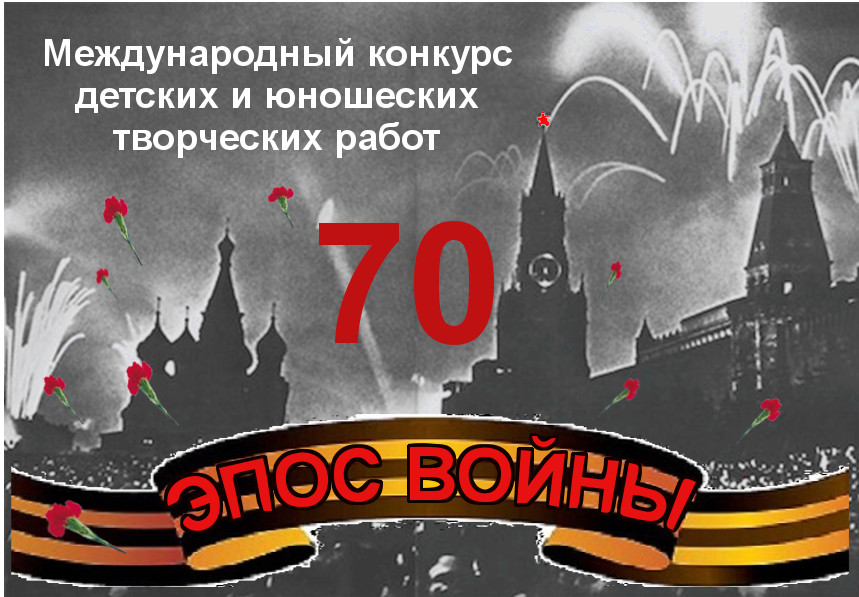 Международный конкурс
детских и юношеских
творческих работ
70
ЭПОС ВОЙНЫ